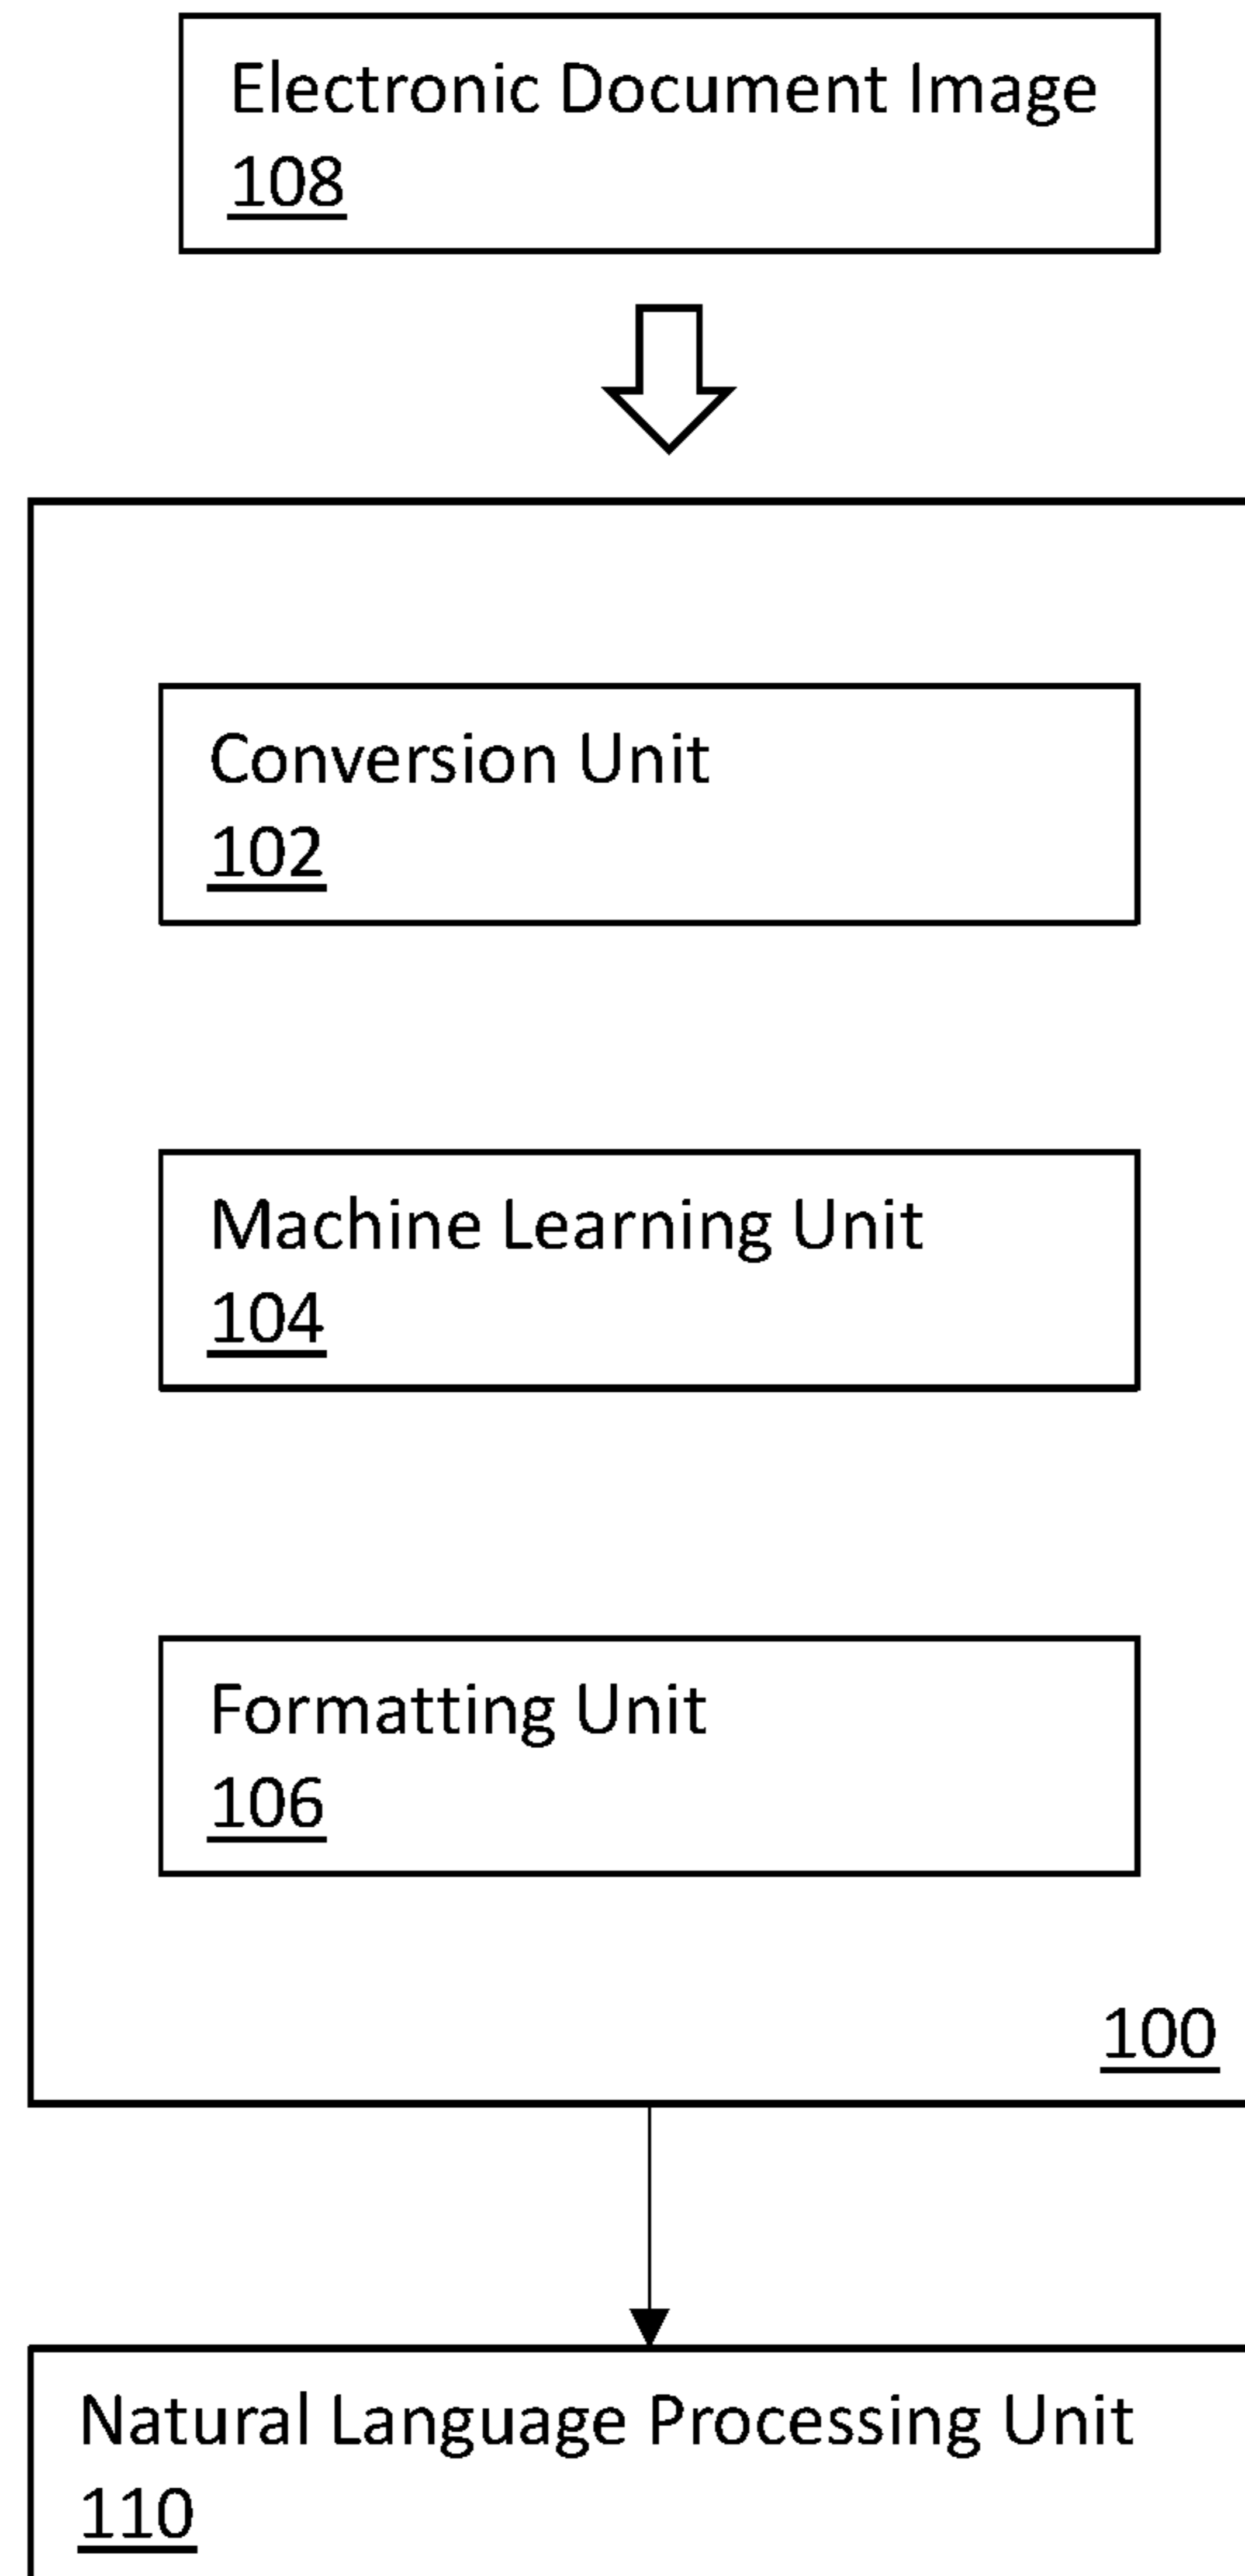 Electronic Document Image
108
Conversion Unit
102
Machine Learning Unit
104
Formatting Unit
106
100
Natural Language Processing Unit
110